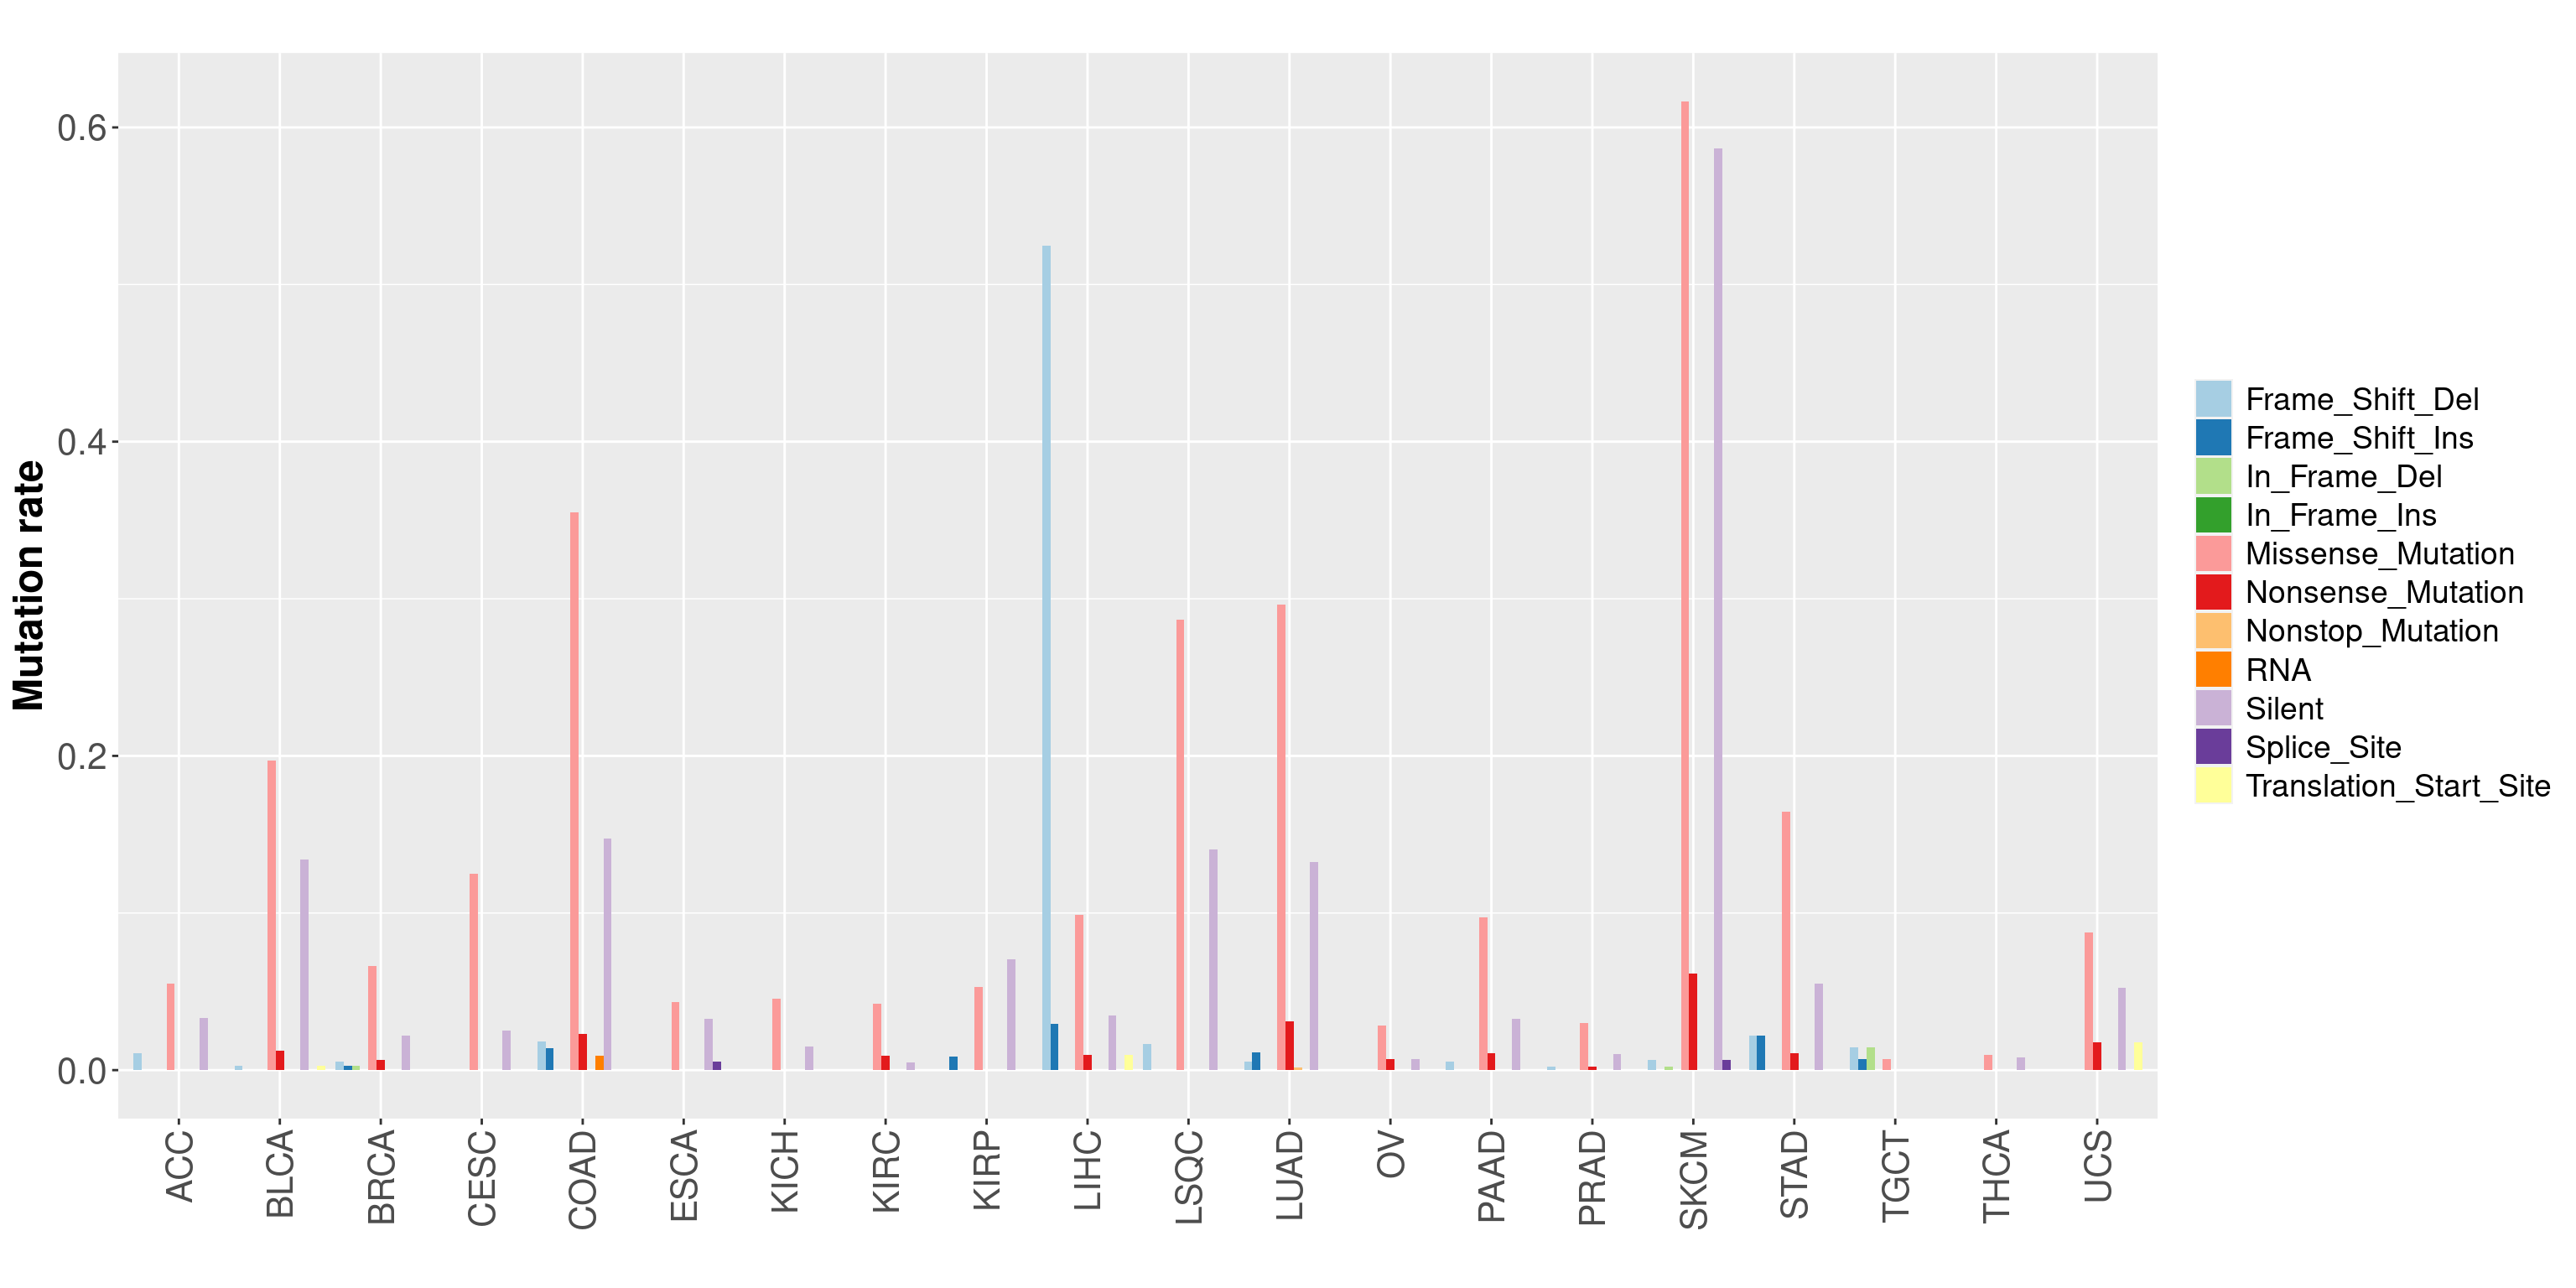 Mutation rate
0.6
0.4
0.2
0.0
ACC
BLCA
BRCA
CESC
COAD
ESCA
KICH
KIRC
KIRP
LIHC
LSQC
LUAD
OV
PAAD
PRAD
SKCM
STAD
TGCT
THCA
UCS
Frame_Shift_Del
Frame_Shift_Ins
In_Frame_Del
In_Frame_Ins
Missense_Mutation
Nonsense_Mutation
Nonstop_Mutation
RNA
Silent
Splice_Site
Translation_Start_Site